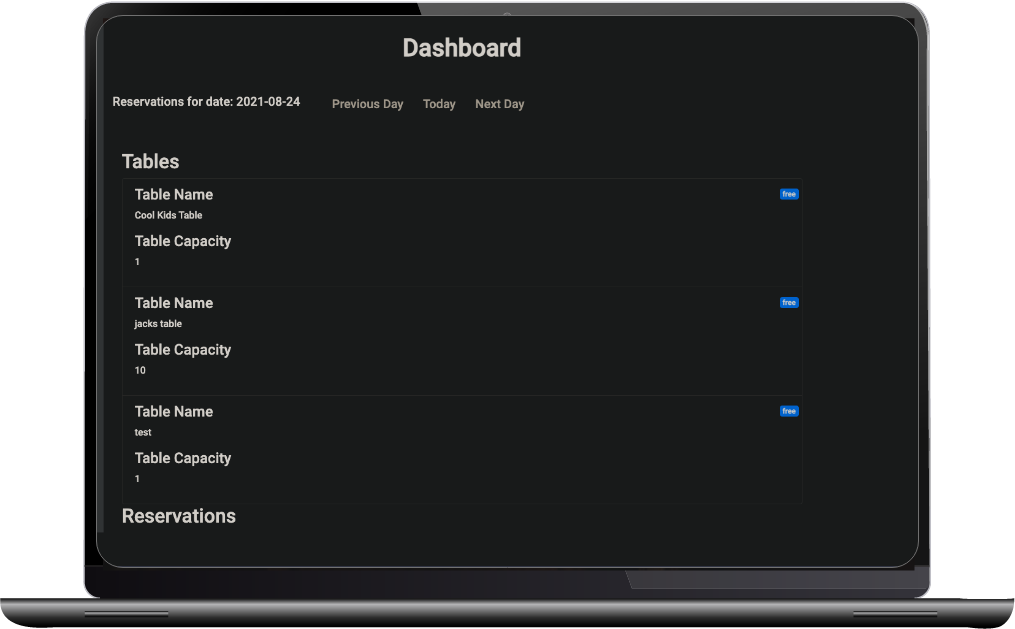 Dashboard
Reservations for date: 2021-08-24 Previous Day Today Next Day
Tables
Table Name free
Cool Kids Table
Table Capacity
1
Table Name free
jacks table
Table Capacity
10
Table Name free
test
Table Capacity
1
Reservations